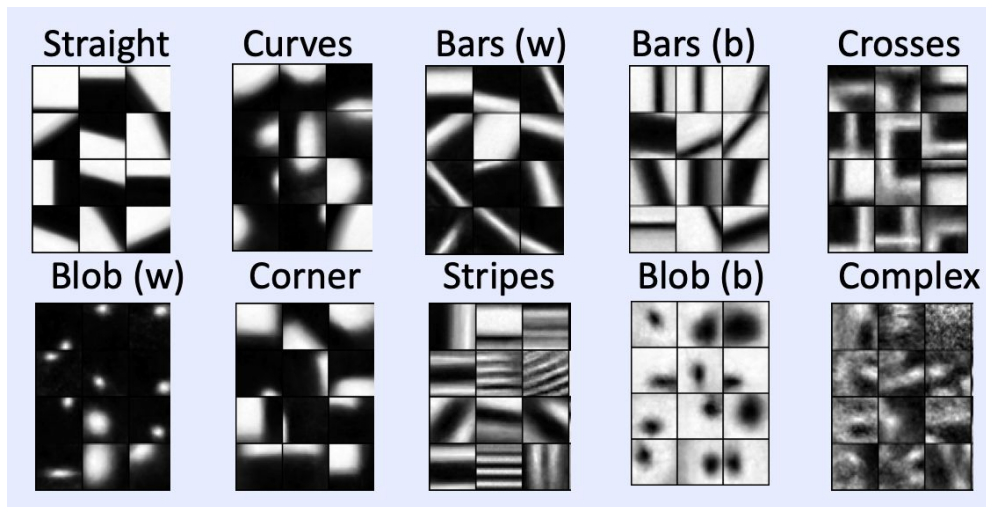 Straight Curves Bars (w) Bars (b) Crosses
Blob (w) Corner Stripes Blob (b) Complex